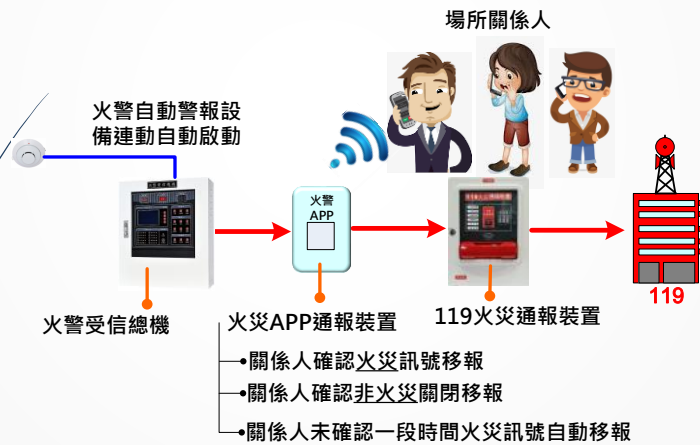 場所關係人
火警自動警報設
備連動自動啟動
火警
APP
119
火警受信總機
火災APP通報裝置
119火災通報裝置
關係人確認火災訊號移報
關係人確認非火災關閉移報
關係人未確認一段時間火災訊號自動移報